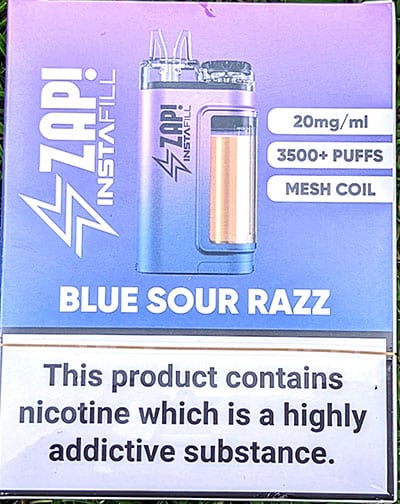 ZAP!
INSTAFILL
ZAP!
INSTAFILL
20mg/ml
3500+ PUFFS
MESH COIL
BLUE SOUR RAZZ
This product contains
nicotine which is a highly
addictive substance.